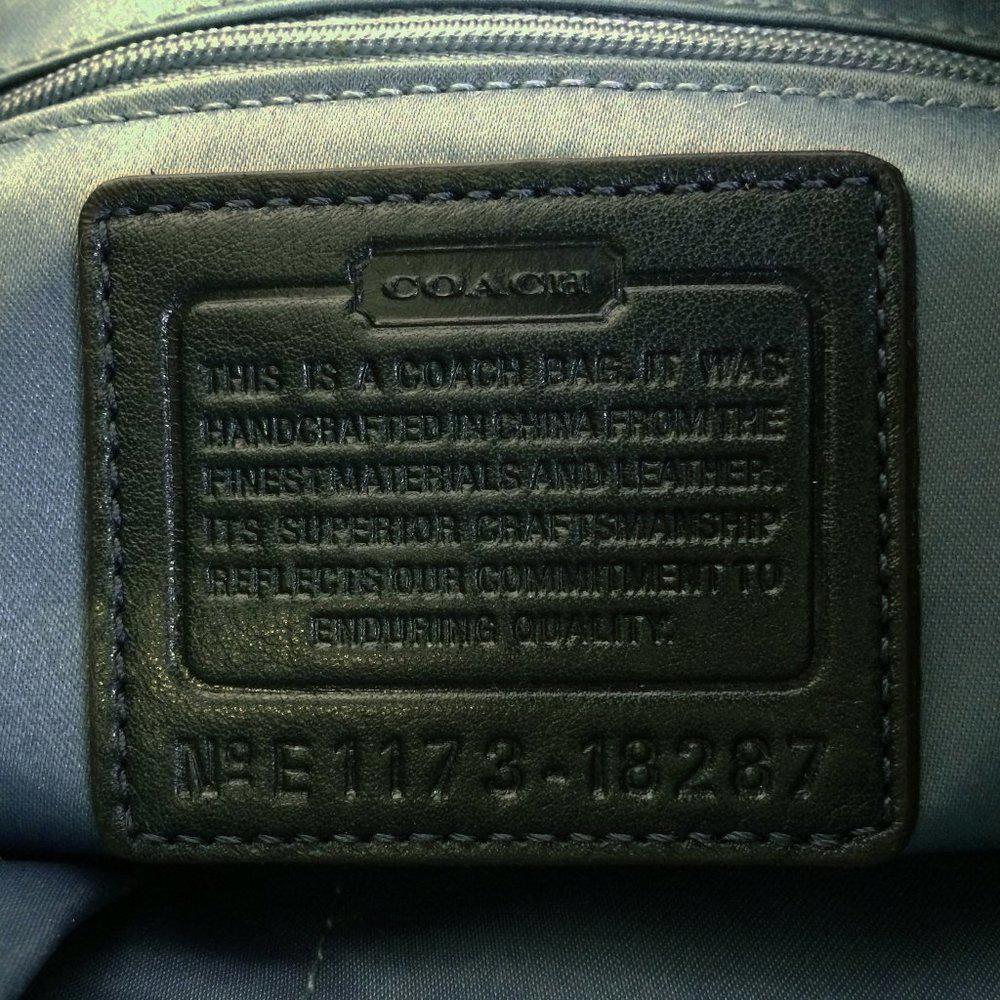 COACH
THIS IS A COACH BAG. IT WAS
HANDCRAFTED IN CHINA FROM THE
FINEST MATERIALS AND LEATHER.
ITS SUPERIOR CRAFTSMANSHIP
REFLECTS OUR COMMITMENT TO
ENDURING QUALITY.
Nº E1173-18287